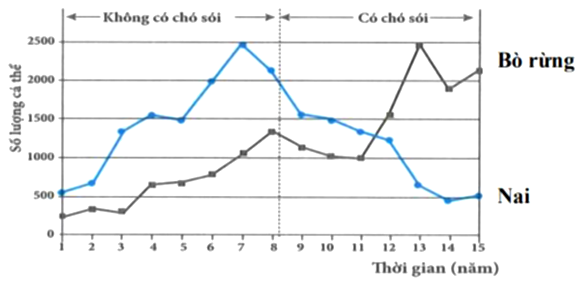 Không có chó sói
Có chó sói
Số lượng cá thể
2500
2000
1500
1000
500
0
1 2 3 4 5 6 7 8 9 10 11 12 13 14 15
Thời gian (năm)
Bò rừng
Nai